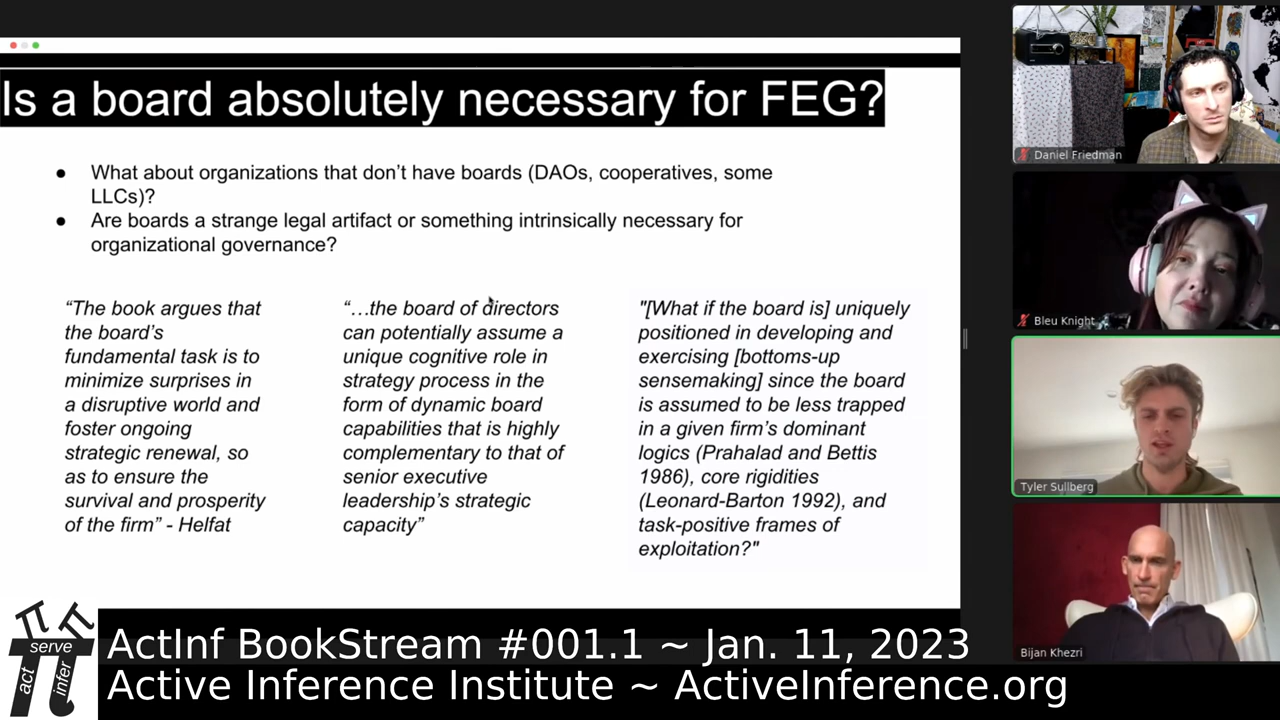 Is a board absolutely necessary for FEG?
● What about organizations that don't have boards (DAOs, cooperatives, some
LLCs)?
● Are boards a strange legal artifact or something intrinsically necessary for
organizational governance?
“The book argues that
the board’s
fundamental task is to
minimize surprises in
a disruptive world and
foster ongoing
strategic renewal, so
as to ensure the
survival and prosperity
of the firm” - Helfat
“…the board of directors
can potentially assume a
unique cognitive role in
strategy process in the
form of dynamic board
capabilities that is highly
complementary to that of
senior executive
leadership’s strategic
capacity”
"[What if the board is] uniquely
positioned in developing and
exercising [bottoms-up
sensemaking] since the board
is assumed to be less trapped
in a given firm’s dominant
logics (Prahalad and Bettis
1986), core rigidities
(Leonard-Barton 1992), and
task-positive frames of
exploitation?"
Daniel Friedman
Bleu Knight
Tyler Sullberg
Bijan Khezri
act
serve
infer
ActInf BookStream #001.1 ~ Jan. 11, 2023
Active Inference Institute ~ ActiveInference.org